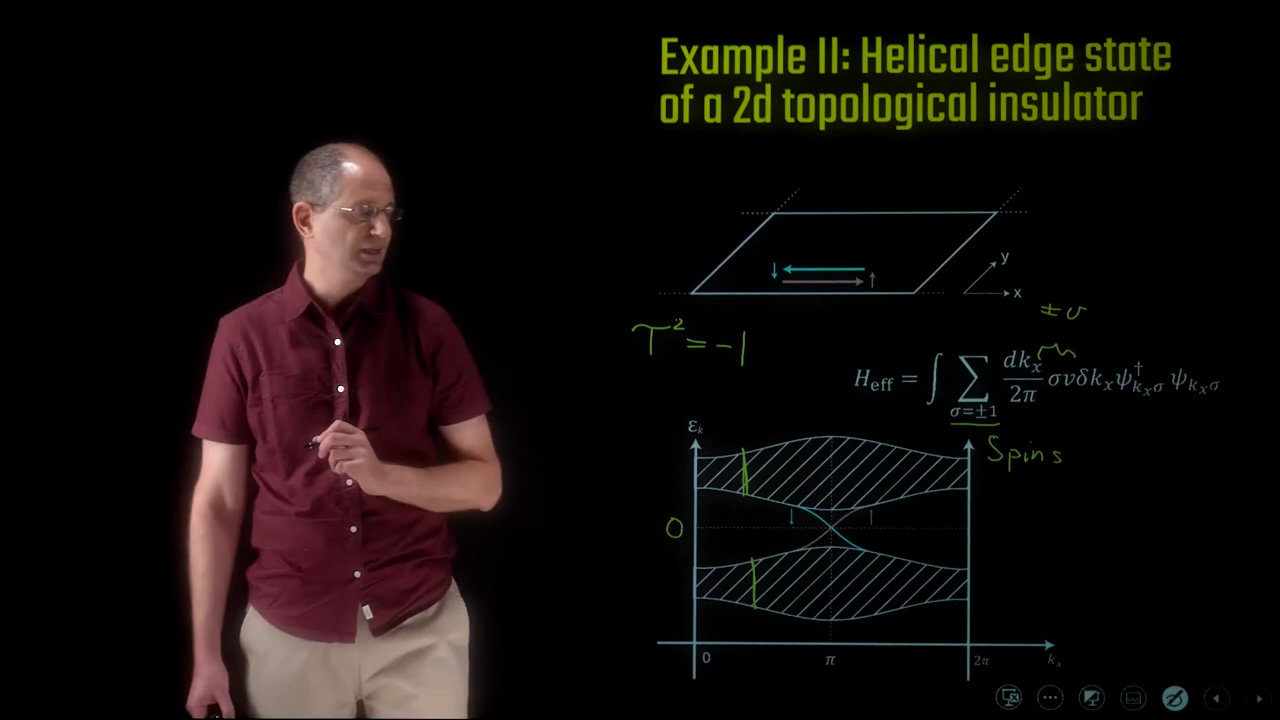 Example II: Helical edge state
of a 2d topological insulator
↓ ↑
y
x
±v
T² = -1
H_eff = ∫ ∑_{σ=±1} dk_x/2π σvδk_x ψ†_{k_xσ} ψ_{k_xσ}
Spins
ε_k
↓ ↑
0
0 π 2π k_x